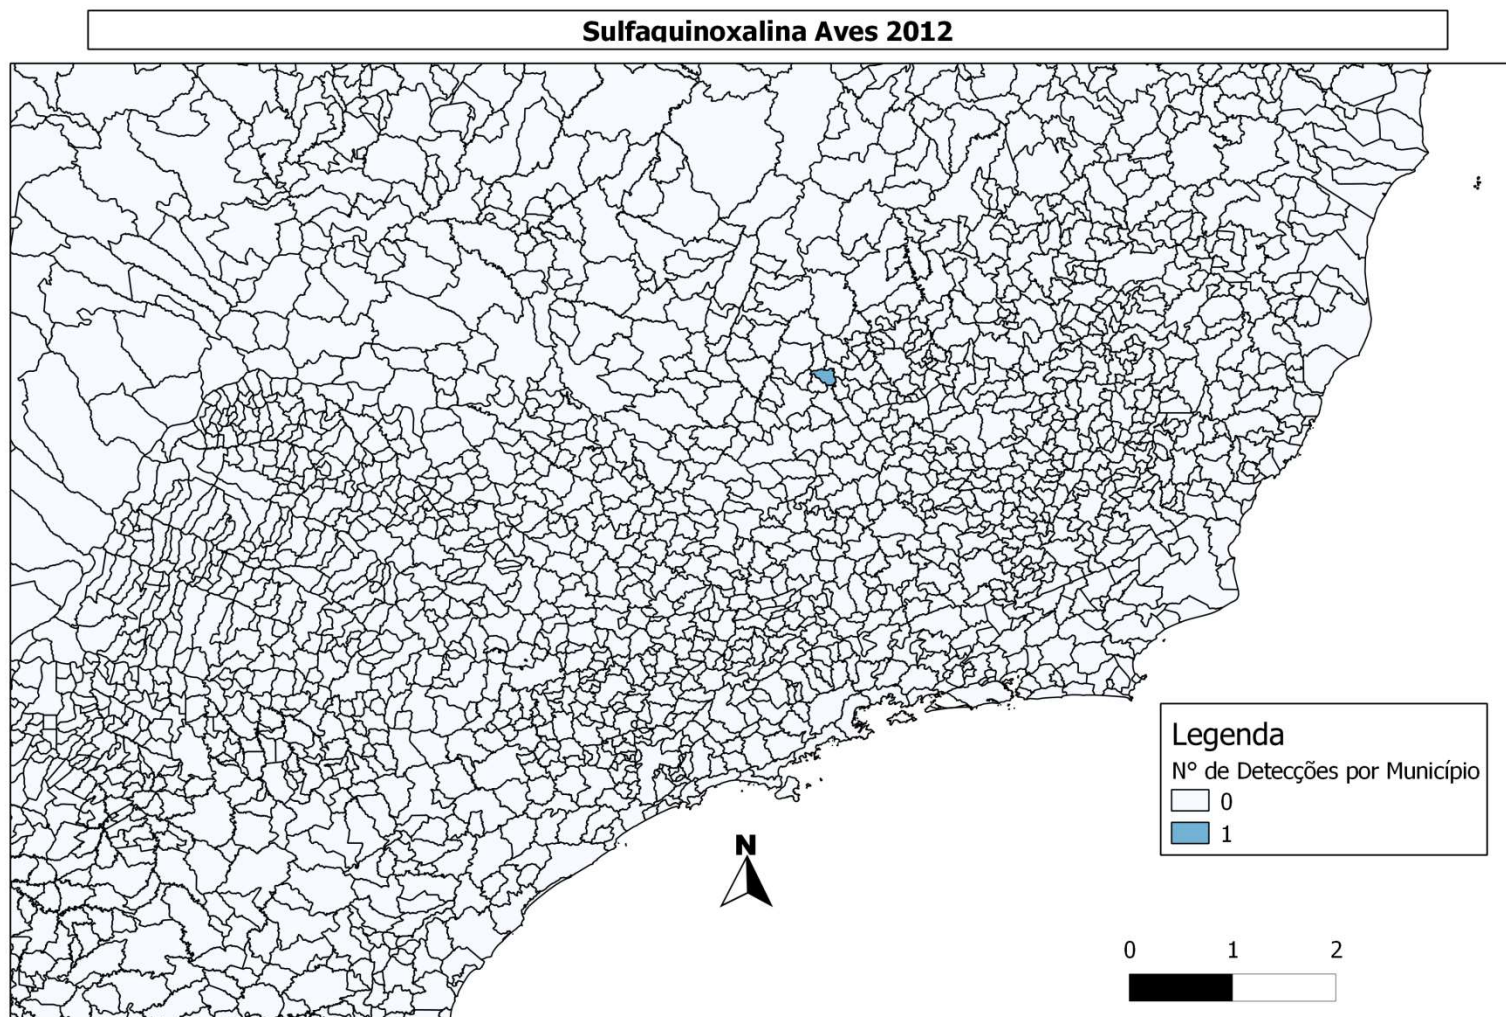 Sulfaquinoxalina Aves 2012
Legenda
N° de Detecções por Município
0
1
N
0 1 2